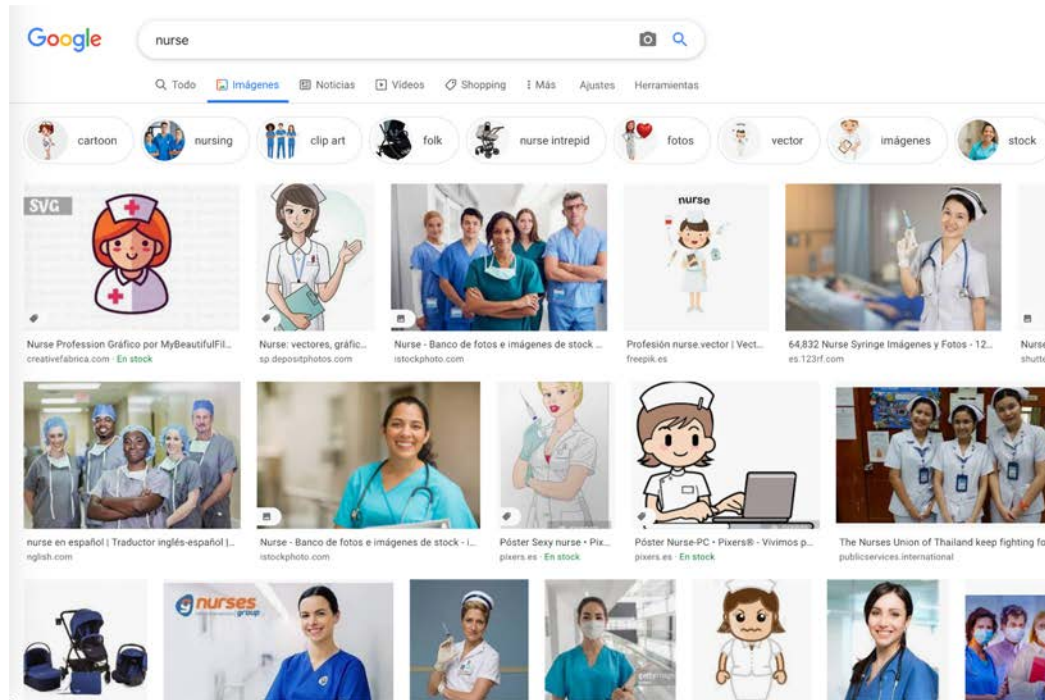 Google
nurse
Todo Imágenes Noticias Vídeos Shopping Más Ajustes Herramientas
cartoon nursing clip art folk nurse intrepid fotos vector imágenes stock
SVG
nurse
Nurse Profession Gráfico por MyBeautifulFil...
creativefabrica.com · En stock
Nurse: vectores, gráfic...
sp.depositphotos.com
Nurse - Banco de fotos e imágenes de stock ...
istockphoto.com
Profesión nurse.vector | Vect...
freepik.es
64,832 Nurse Syringe Imágenes y Fotos - 12...
es.123rf.com
Nurse
shutte
nurse en español | Traductor inglés-español |...
nglish.com
Nurse - Banco de fotos e imágenes de stock - i...
istockphoto.com
Póster Sexy nurse • Pix...
pixers.es · En stock
Póster Nurse-PC • Pixers® - Vivimos p...
pixers.es · En stock
The Nurses Union of Thailand keep fighting fo
publicservices.international
nurses
group
gettyimages